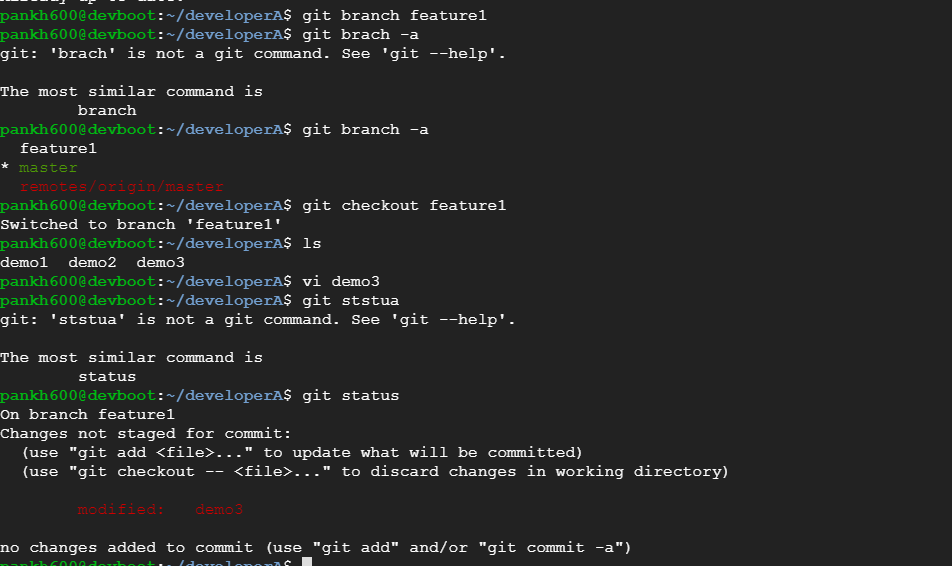 pankh600@devboot:~/developerA$ git branch feature1
pankh600@devboot:~/developerA$ git brach -a
git: 'brach' is not a git command. See 'git --help'.
The most similar command is
branch
pankh600@devboot:~/developerA$ git branch -a
feature1
* master
remotes/origin/master
pankh600@devboot:~/developerA$ git checkout feature1
Switched to branch 'feature1'
pankh600@devboot:~/developerA$ ls
demo1 demo2 demo3
pankh600@devboot:~/developerA$ vi demo3
pankh600@devboot:~/developerA$ git ststua
git: 'ststua' is not a git command. See 'git --help'.
The most similar command is
status
pankh600@devboot:~/developerA$ git status
On branch feature1
Changes not staged for commit:
(use "git add <file>..." to update what will be committed)
(use "git checkout -- <file>..." to discard changes in working directory)
modified: demo3
no changes added to commit (use "git add" and/or "git commit -a")
pankh600@devboot:~/developerA$